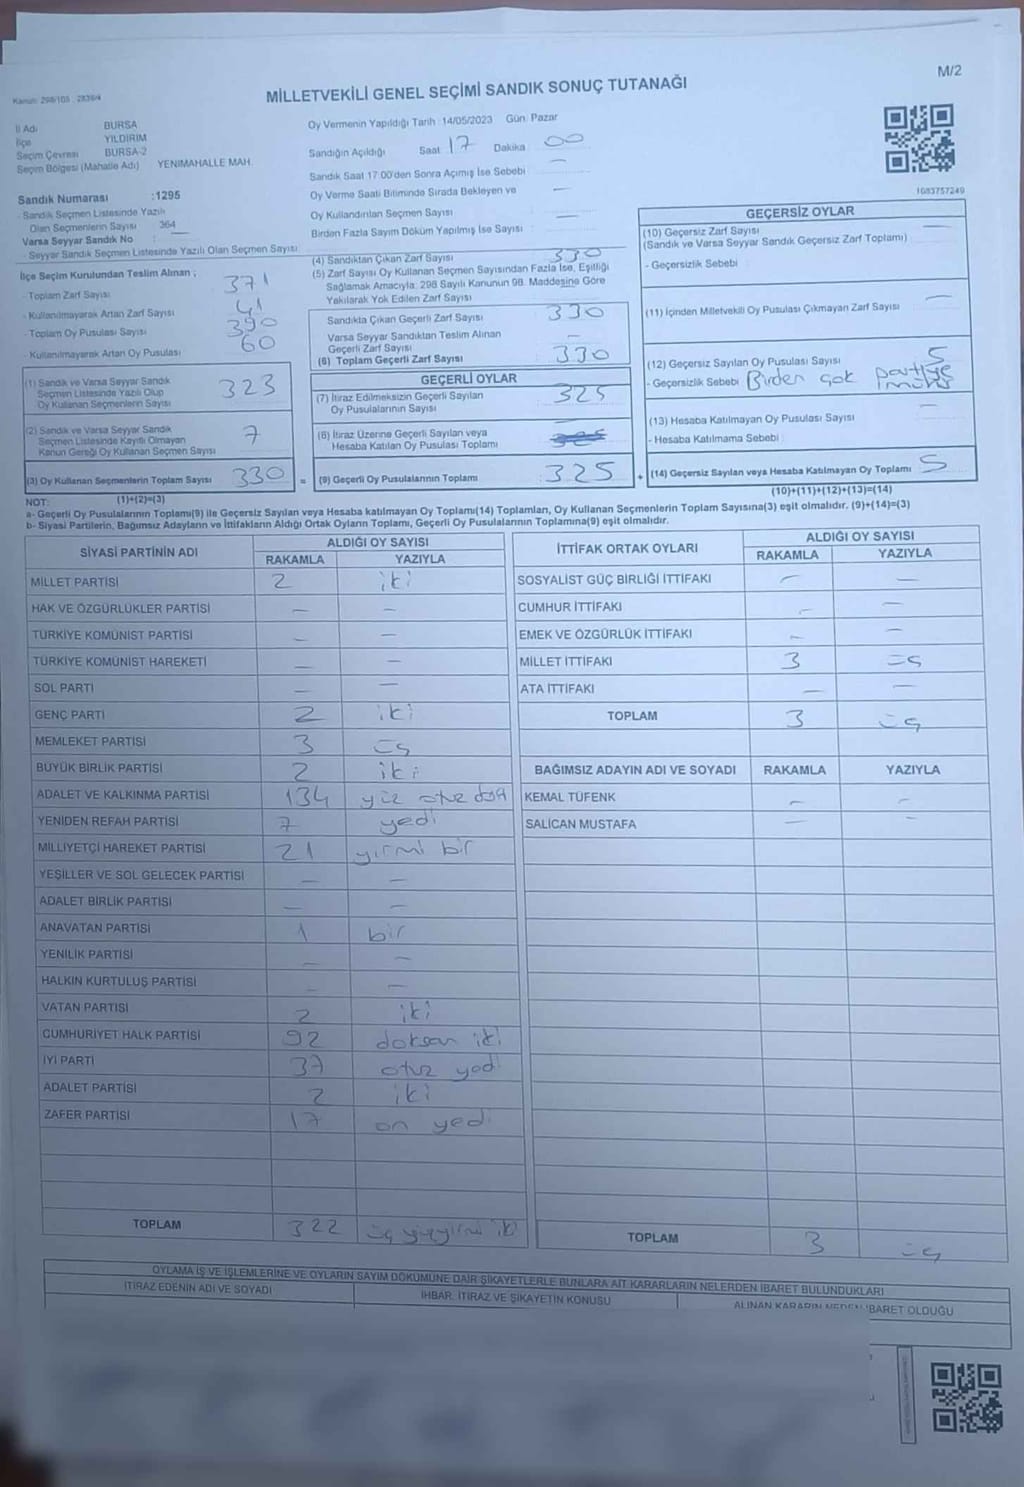 M/2
Kanun: 298/105 - 2839/4
MİLLETVEKİLİ GENEL SEÇİMİ SANDIK SONUÇ TUTANAĞI
İl Adı BURSA
İlçe YILDIRIM
Seçim Çevresi BURSA-2
Seçim Bölgesi (Mahalle Adı) YENİMAHALLE MAH.
Sandık Numarası :1295
- Sandık Seçmen Listesinde Yazılı
Olan Seçmenlerin Sayısı 364
Varsa Seyyar Sandık No :
- Seyyar Sandık Seçmen Listesinde Yazılı Olan Seçmen Sayısı
Oy Vermenin Yapıldığı Tarih :14/05/2023 Gün: Pazar
Sandığın Açıldığı Saat 17 Dakika : 00
Sandık Saat 17:00'den Sonra Açımış İse Sebebi —
Oy Verme Saati Bitiminde Sırada Bekleyen ve —
Oy Kullandırılan Seçmen Sayısı
Birden Fazla Sayım Döküm Yapılmış İse Sayısı : —
1083757249
İlçe Seçim Kurulundan Teslim Alınan ;
- Toplam Zarf Sayısı 371
- Kullanılmayarak Artan Zarf Sayısı 41
- Toplam Oy Pusulası Sayısı 390
- Kullanılmayarak Artan Oy Pusulası 60
(1) Sandık ve Varsa Seyyar Sandık
Seçmen Listesinde Yazılı Olup
Oy Kullanan Seçmenlerin Sayısı 323
(2) Sandık ve Varsa Seyyar Sandık
Seçmen Listesinde Kayıtlı Olmayan
Kanun Gereği Oy Kullanan Seçmen Sayısı 7
(3) Oy Kullanan Seçmenlerin Toplam Sayısı 330 =
(1)+(2)=(3)
(4) Sandıktan Çıkan Zarf Sayısı 330
(5) Zarf Sayısı Oy Kullanan Seçmen Sayısından Fazla İse, Eşitliği
Sağlamak Amacıyla; 298 Sayılı Kanunun 98. Maddesine Göre
Yakılarak Yok Edilen Zarf Sayısı
Sandıkta Çıkan Geçerli Zarf Sayısı 330
Varsa Seyyar Sandıktan Teslim Alınan
Geçerli Zarf Sayısı —
(6) Toplam Geçerli Zarf Sayısı 330
GEÇERLİ OYLAR
(7) İtiraz Edilmeksizin Geçerli Sayılan
Oy Pusulalarının Sayısı 325
(8) İtiraz Üzerine Geçerli Sayılan veya
Hesaba Katılan Oy Pusulası Toplamı
(9) Geçerli Oy Pusulalarının Toplamı 325 +
GEÇERSİZ OYLAR
(10) Geçersiz Zarf Sayısı
(Sandık ve Varsa Seyyar Sandık Geçersiz Zarf Toplamı) —
- Geçersizlik Sebebi
(11) İçinden Milletvekili Oy Pusulası Çıkmayan Zarf Sayısı —
(12) Geçersiz Sayılan Oy Pusulası Sayısı 5
- Geçersizlik Sebebi Birden çok partiye
mühür
(13) Hesaba Katılmayan Oy Pusulası Sayısı —
- Hesaba Katılmama Sebebi
(14) Geçersiz Sayılan veya Hesaba Katılmayan Oy Toplamı 5
(10)+(11)+(12)+(13)=(14)
NOT:
a- Geçerli Oy Pusulalarının Toplamı(9) ile Geçersiz Sayılan veya Hesaba katılmayan Oy Toplamı(14) Toplamları, Oy Kullanan Seçmenlerin Toplam Sayısına(3) eşit olmalıdır. (9)+(14)=(3)
b- Siyasi Partilerin, Bağımsız Adayların ve İttifakların Aldığı Ortak Oyların Toplamı, Geçerli Oy Pusulalarının Toplamına(9) eşit olmalıdır.
SİYASİ PARTİNİN ADI
ALDIĞI OY SAYISI
RAKAMLA YAZIYLA
MİLLET PARTİSİ 2 iki
HAK VE ÖZGÜRLÜKLER PARTİSİ — —
TÜRKİYE KOMÜNİST PARTİSİ — —
TÜRKİYE KOMÜNİST HAREKETİ — —
SOL PARTİ — —
GENÇ PARTİ 2 iki
MEMLEKET PARTİSİ 3 üç
BÜYÜK BİRLİK PARTİSİ 2 iki
ADALET VE KALKINMA PARTİSİ 134 yüz otuz dört
YENİDEN REFAH PARTİSİ 7 yedi
MİLLİYETÇİ HAREKET PARTİSİ 21 yirmi bir
YEŞİLLER VE SOL GELECEK PARTİSİ — —
ADALET BİRLİK PARTİSİ — —
ANAVATAN PARTİSİ 1 bir
YENİLİK PARTİSİ — —
HALKIN KURTULUŞ PARTİSİ — —
VATAN PARTİSİ 2 iki
CUMHURİYET HALK PARTİSİ 92 doksan iki
İYİ PARTİ 37 otuz yedi
ADALET PARTİSİ 2 iki
ZAFER PARTİSİ 17 on yedi
TOPLAM 322 üç yüz yirmi iki
İTTİFAK ORTAK OYLARI
ALDIĞI OY SAYISI
RAKAMLA YAZIYLA
SOSYALİST GÜÇ BİRLİĞİ İTTİFAKI — —
CUMHUR İTTİFAKI — —
EMEK VE ÖZGÜRLÜK İTTİFAKI — —
MİLLET İTTİFAKI 3 üç
ATA İTTİFAKI — —
TOPLAM 3 üç
BAĞIMSIZ ADAYIN ADI VE SOYADI RAKAMLA YAZIYLA
KEMAL TÜFENK — —
SALİCAN MUSTAFA — —
TOPLAM 3 üç
OYLAMA İŞ VE İŞLEMLERİNE VE OYLARIN SAYIM DÖKÜMÜNE DAİR ŞİKAYETLERLE BUNLARA AİT KARARLARIN NELERDEN İBARET BULUNDUKLARI
İTİRAZ EDENİN ADI VE SOYADI
İHBAR, İTİRAZ VE ŞİKAYETİN KONUSU
ALINAN KARARIN NEDEN İBARET OLDUĞU